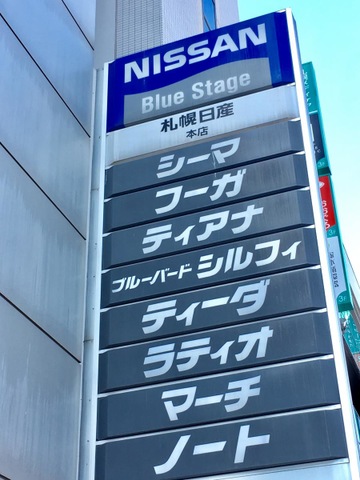 NISSAN
Blue Stage
札幌日産
本店
シーマ
フーガ
ティアナ
ブルーバード シルフィ
ティーダ
ラティオ
マーチ
ノート